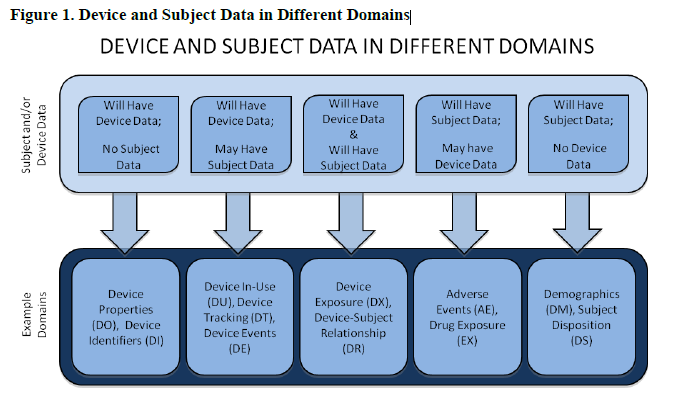 Figure 1. Device and Subject Data in Different Domains
DEVICE AND SUBJECT DATA IN DIFFERENT DOMAINS
Subject and/or
Device Data
Will Have
Device Data;
No Subject
Data
Will Have
Device Data;
May Have
Subject Data
Will Have
Device Data
&
Will Have
Subject Data
Will Have
Subject Data;
May have
Device Data
Will Have
Subject Data;
No Device
Data
Example
Domains
Device
Properties
(DO), Device
Identifiers (DI)
Device In-Use
(DU), Device
Tracking (DT),
Device Events
(DE)
Device
Exposure (DX),
Device-Subject
Relationship
(DR)
Adverse
Events (AE),
Drug Exposure
(EX)
Demographics
(DM), Subject
Disposition
(DS)